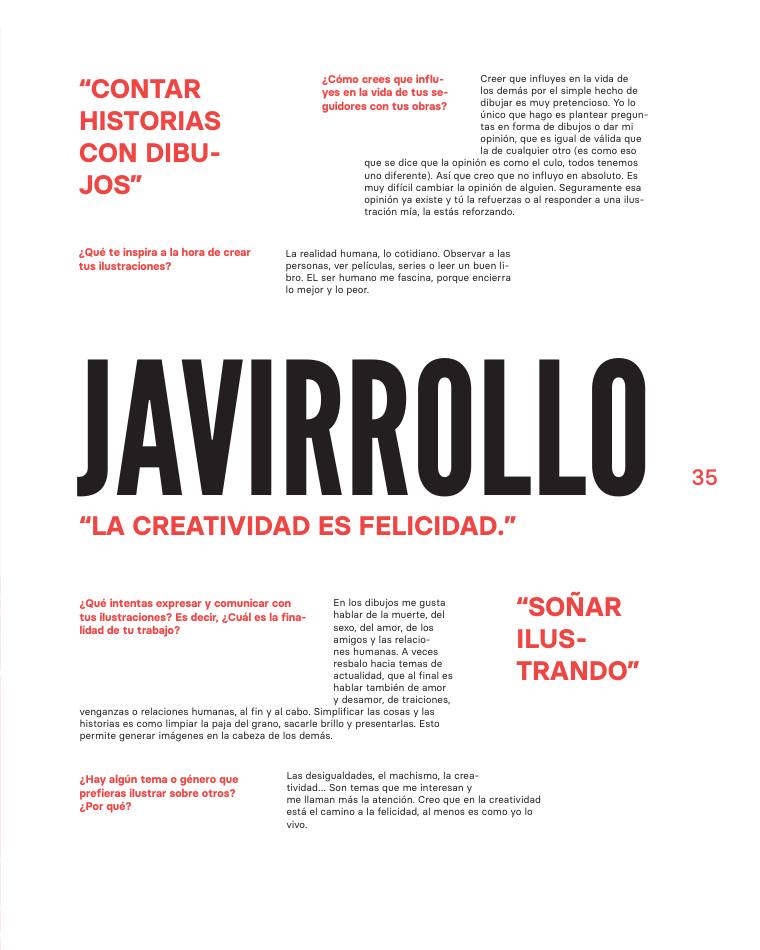 “CONTAR
HISTORIAS
CON DIBU-
JOS”
¿Cómo crees que influ-
yes en la vida de tus se-
guidores con tus obras?
Creer que influyes en la vida de
los demás por el simple hecho de
dibujar es muy pretencioso. Yo lo
único que hago es plantear pregun-
tas en forma de dibujos o dar mi
opinión, que es igual de válida que
la de cualquier otro (es como eso
que se dice que la opinión es como el culo, todos tenemos
uno diferente). Así que creo que no influyo en absoluto. Es
muy difícil cambiar la opinión de alguien. Seguramente esa
opinión ya existe y tú la refuerzas o al responder a una ilus-
tración mía, la estás reforzando.
¿Qué te inspira a la hora de crear
tus ilustraciones?
La realidad humana, lo cotidiano. Observar a las
personas, ver películas, series o leer un buen li-
bro. EL ser humano me fascina, porque encierra
lo mejor y lo peor.
JAVIRROLLO
35
“LA CREATIVIDAD ES FELICIDAD.”
¿Qué intentas expresar y comunicar con
tus ilustraciones? Es decir, ¿Cuál es la fina-
lidad de tu trabajo?
En los dibujos me gusta
hablar de la muerte, del
sexo, del amor, de los
amigos y las relacio-
nes humanas. A veces
resbalo hacia temas de
actualidad, que al final es
hablar también de amor
y desamor, de traiciones,
venganzas o relaciones humanas, al fin y al cabo. Simplificar las cosas y las
historias es como limpiar la paja del grano, sacarle brillo y presentarlas. Esto
permite generar imágenes en la cabeza de los demás.
“SOÑAR
ILUS-
TRANDO”
¿Hay algún tema o género que
prefieras ilustrar sobre otros?
¿Por qué?
Las desigualdades, el machismo, la crea-
tividad... Son temas que me interesan y
me llaman más la atención. Creo que en la creatividad
está el camino a la felicidad, al menos es como yo lo
vivo.